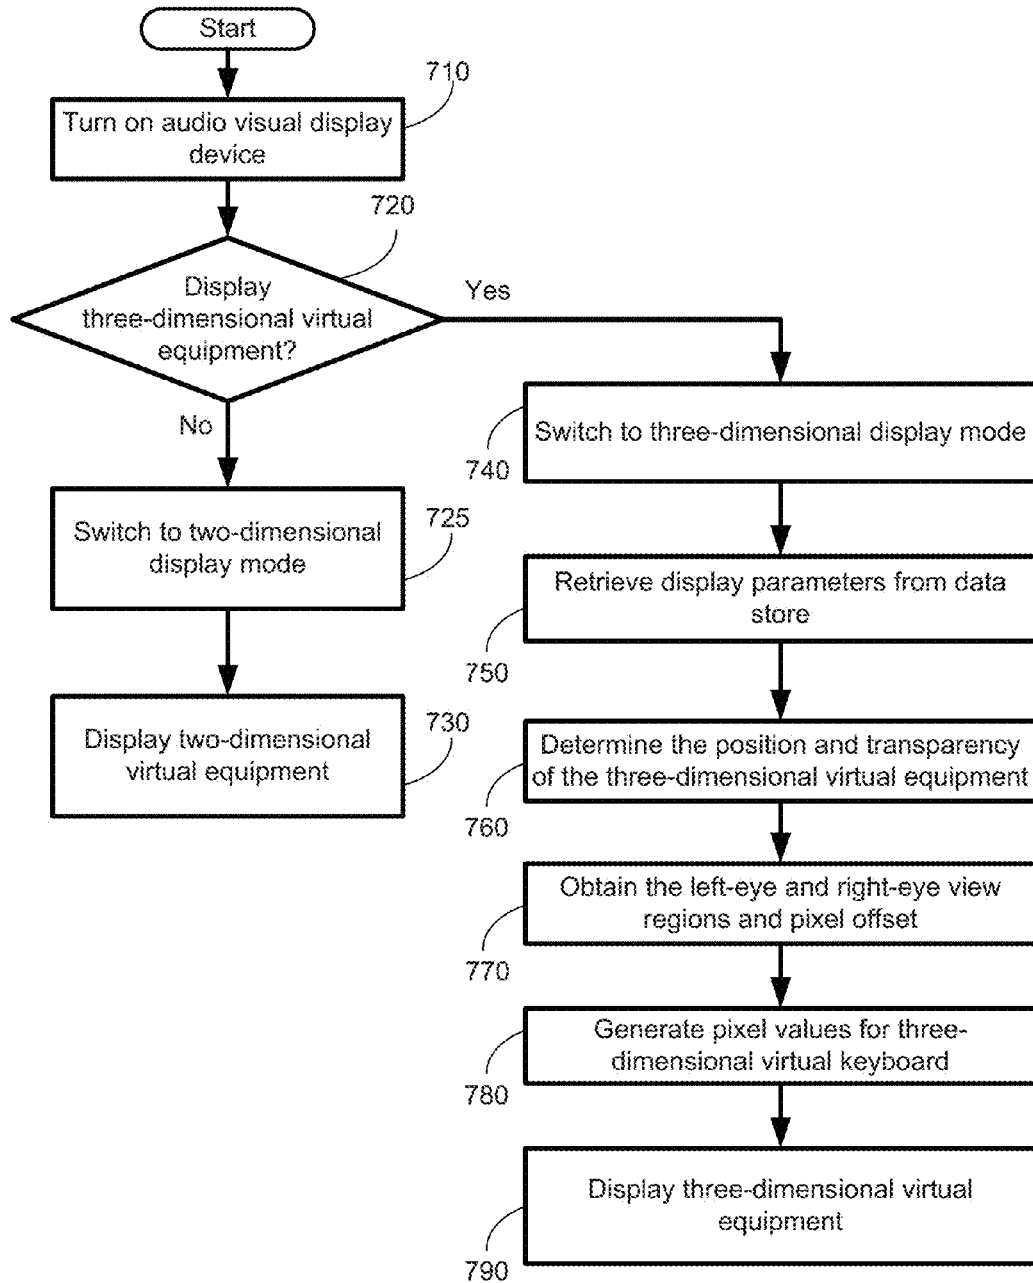 Start
710
Turn on audio visual display
device
720
Display
three-dimensional virtual
equipment?
Yes
No
725
Switch to two-dimensional
display mode
730
Display two-dimensional
virtual equipment
Switch to three-dimensional display mode
740
Retrieve display parameters from data
store
750
Determine the position and transparency
of the three-dimensional virtual equipment
760
Obtain the left-eye and right-eye view
regions and pixel offset
770
Generate pixel values for three-
dimensional virtual keyboard
780
Display three-dimensional virtual
equipment
790